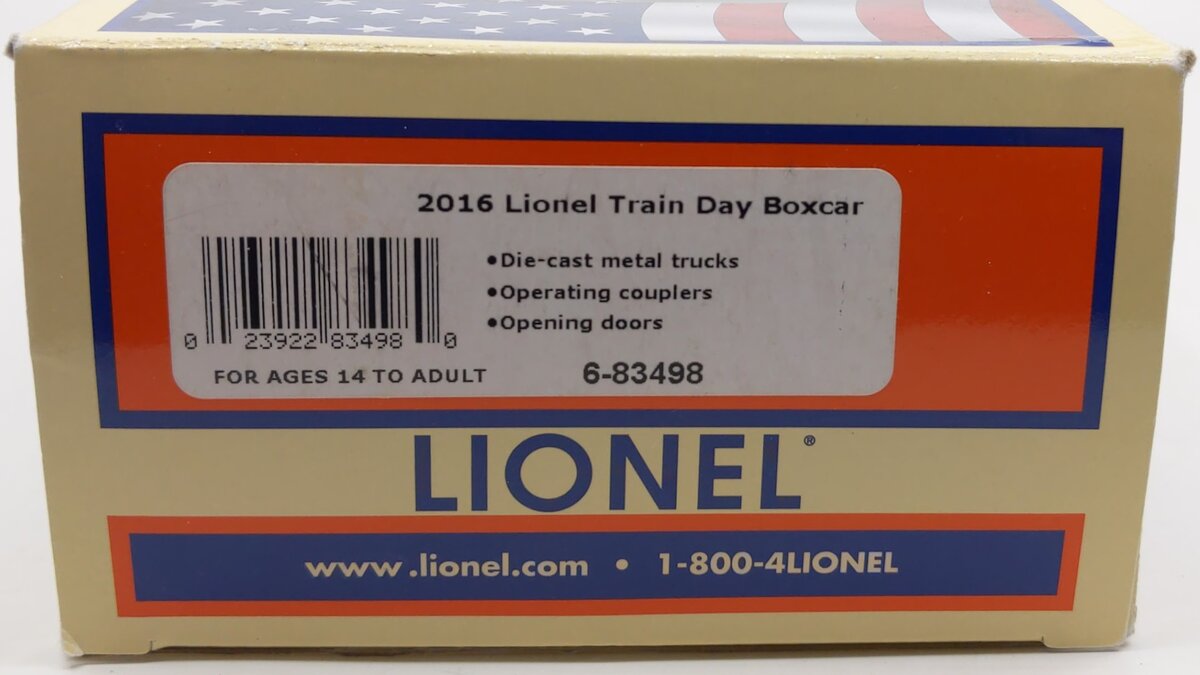 2016 Lionel Train Day Boxcar
•Die-cast metal trucks
•Operating couplers
•Opening doors
0 23922 83498 0
FOR AGES 14 TO ADULT
6-83498
LIONEL®
www.lionel.com • 1-800-4LIONEL